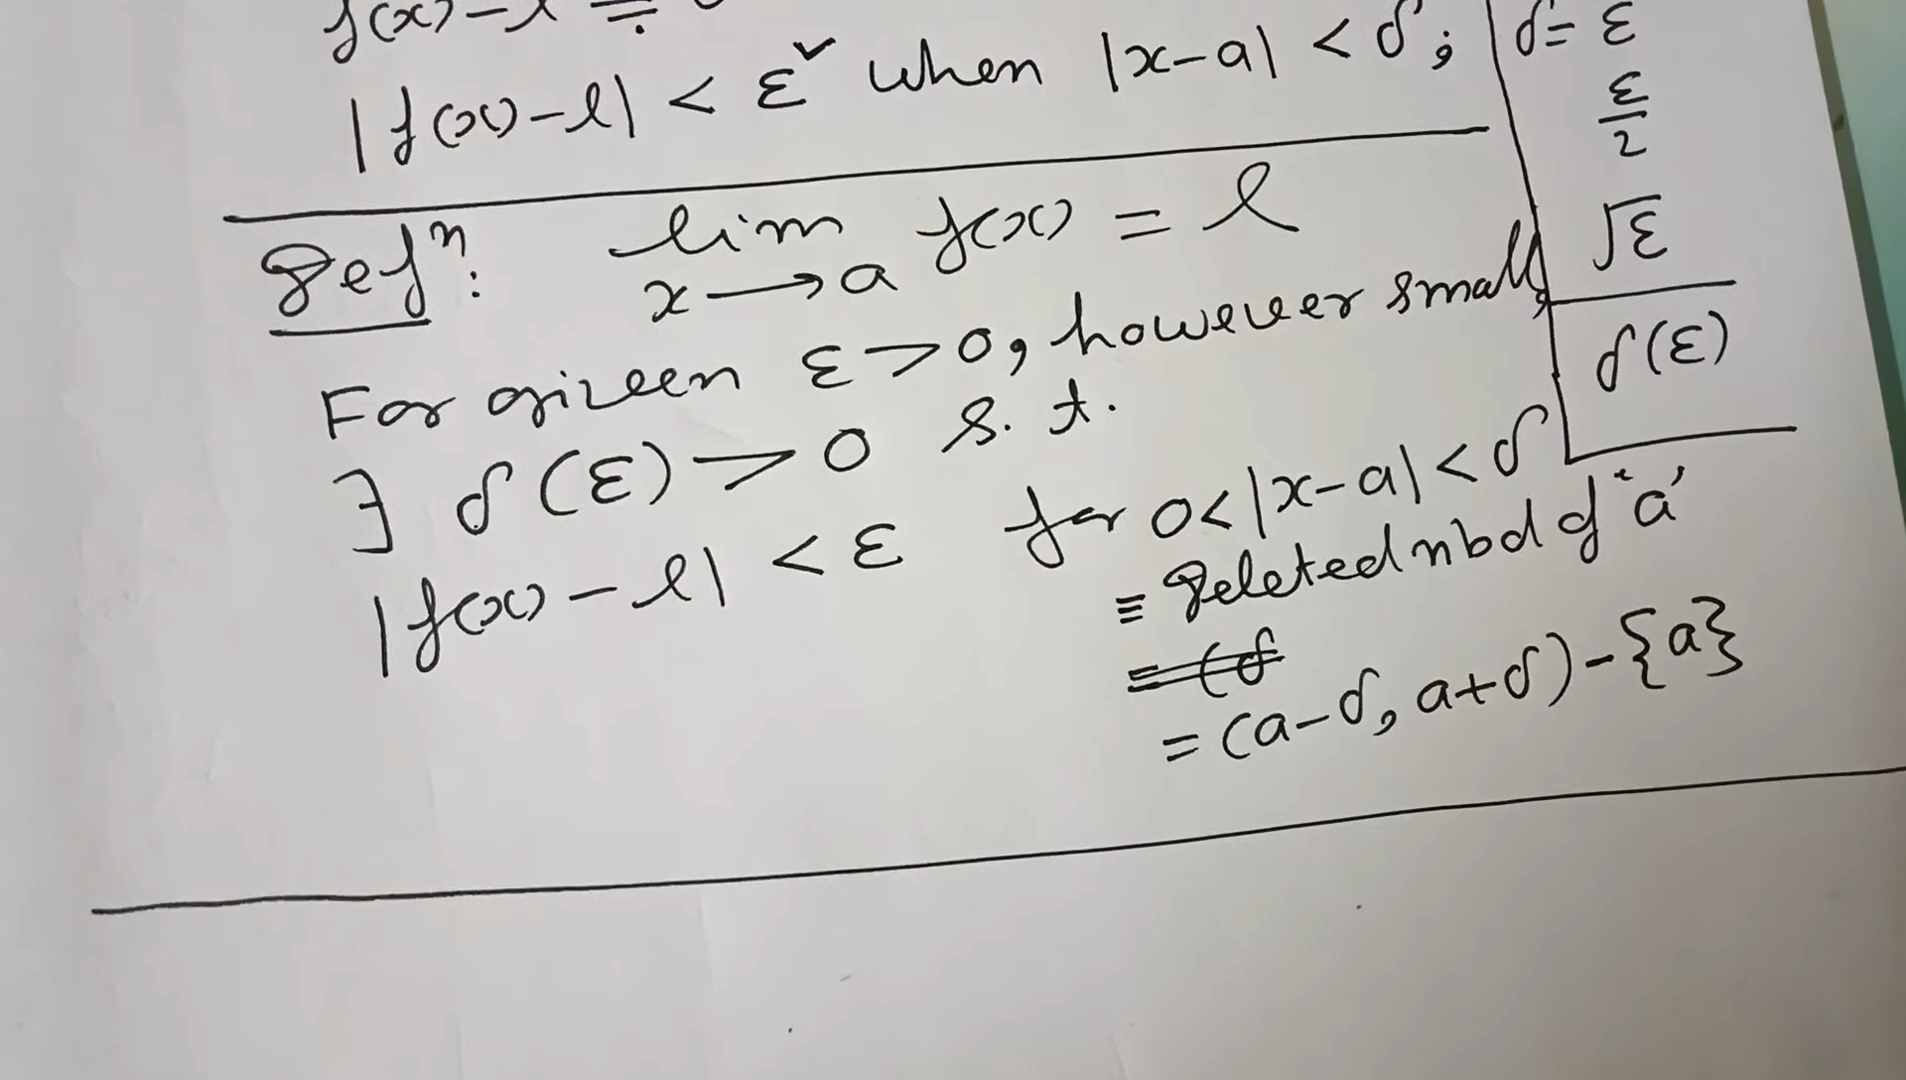 |f(x)-l| < ε ✓ when |x-a| < δ;
δ= ε
ε/2
√ε
δ(ε)
Defⁿ: lim f(x) = l
x→a
For given ε>0, however small,
∃ δ(ε)>0 s.t.
|f(x)-l| < ε for 0<|x-a|<δ
≡ Deleted nbd of 'a'
= (δ
= (a-δ, a+δ)-{a}